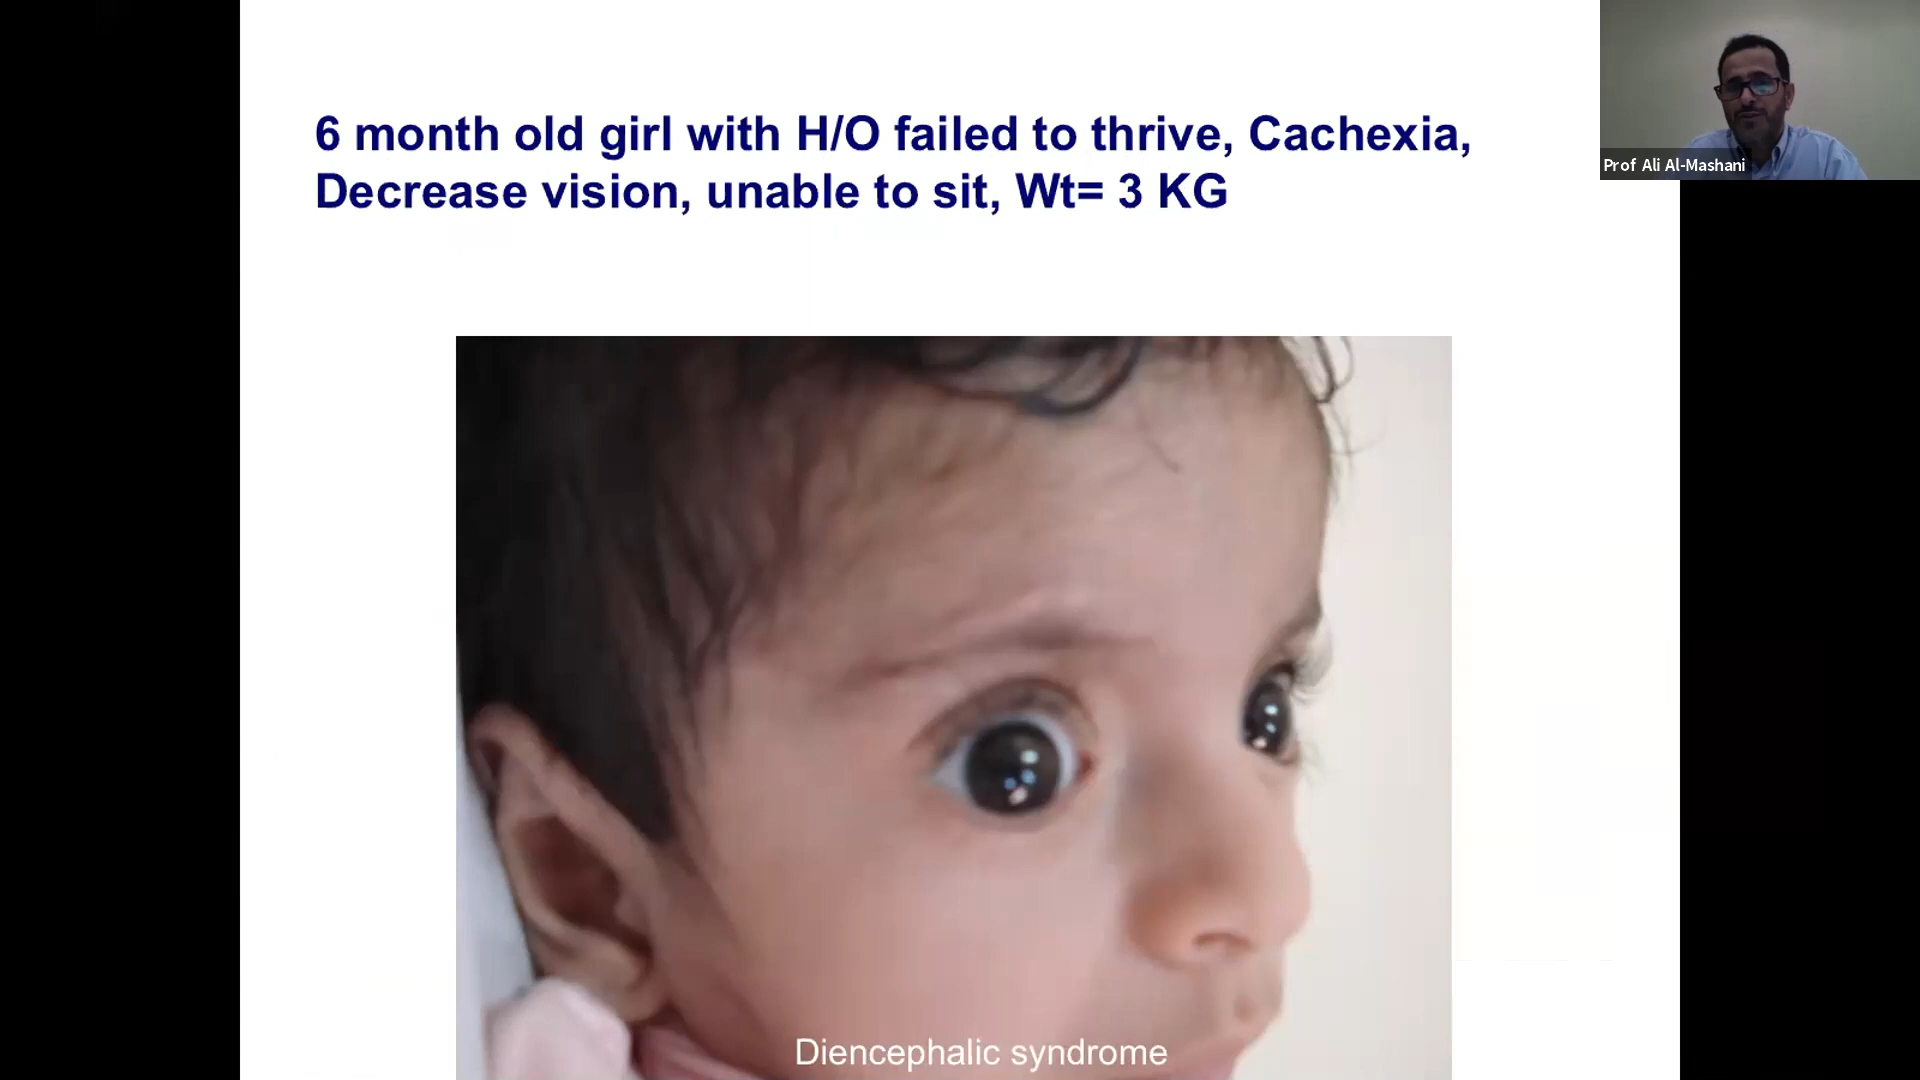 6 month old girl with H/O failed to thrive, Cachexia,
Decrease vision, unable to sit, Wt= 3 KG
Prof Ali Al-Mashani
Diencephalic syndrome